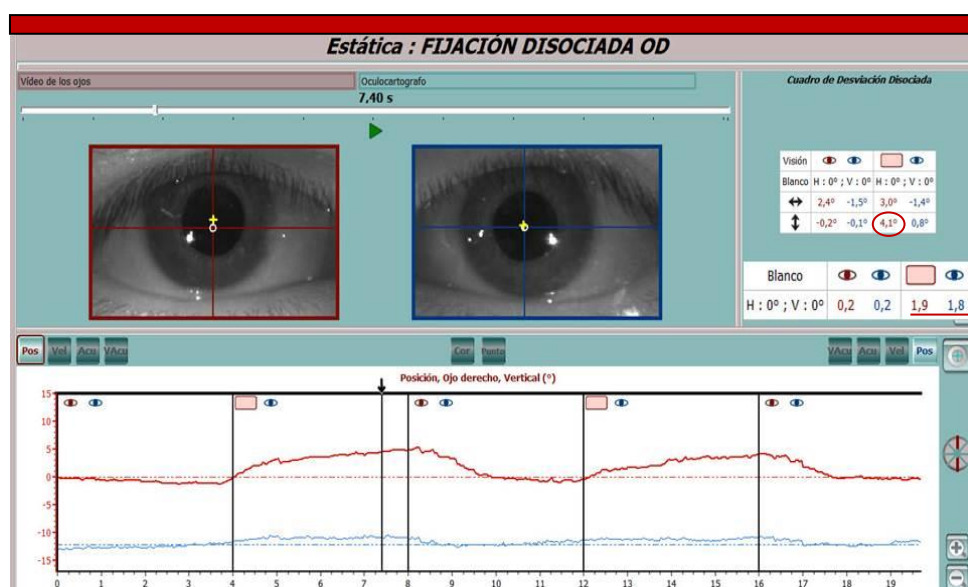 Estática : FIJACIÓN DISOCIADA OD
Vídeo de los ojos
Oculocartografo
7,40 s
Cuadro de Desviación Disociada
Visión
Blanco H : 0° ; V : 0° H : 0° ; V : 0°
2,4° -1,5° 3,0° -1,4°
-0,2° -0,1° 4,1° 0,8°
Blanco
H : 0° ; V : 0° 0,2 0,2 1,9 1,8
Pos Vel Acu VAcu Cor Punto VAcu Acu Vel Pos
Posición, Ojo derecho, Vertical (°)
15
10
5
0
-5
-10
-15
0 1 2 3 4 5 6 7 8 9 10 11 12 13 14 15 16 17 18 19